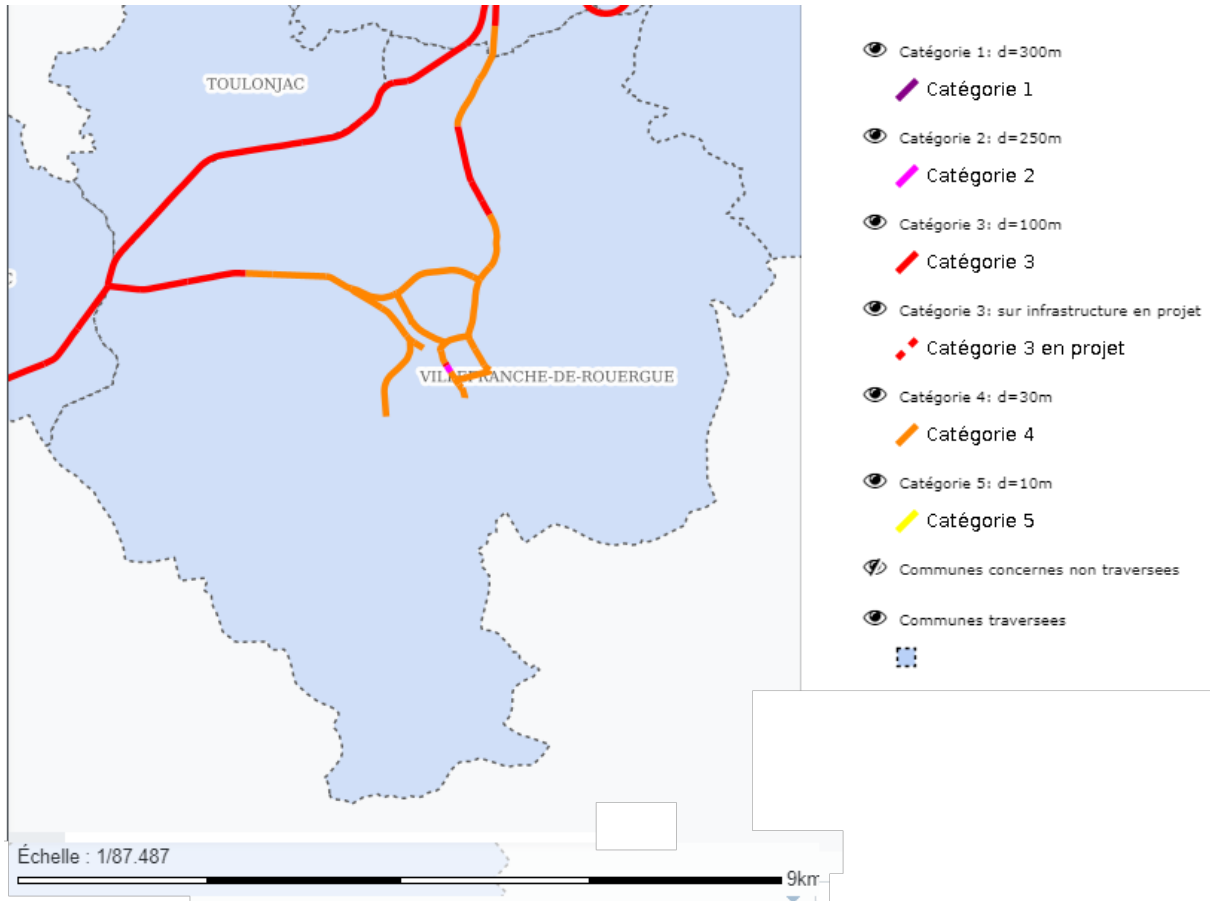 TOULONJAC
C
VILLEFRANCHE-DE-ROUERGUE
Échelle : 1/87.487
9km
Catégorie 1: d=300m
Catégorie 1
Catégorie 2: d=250m
Catégorie 2
Catégorie 3: d=100m
Catégorie 3
Catégorie 3: sur infrastructure en projet
Catégorie 3 en projet
Catégorie 4: d=30m
Catégorie 4
Catégorie 5: d=10m
Catégorie 5
Communes concernes non traversees
Communes traversees